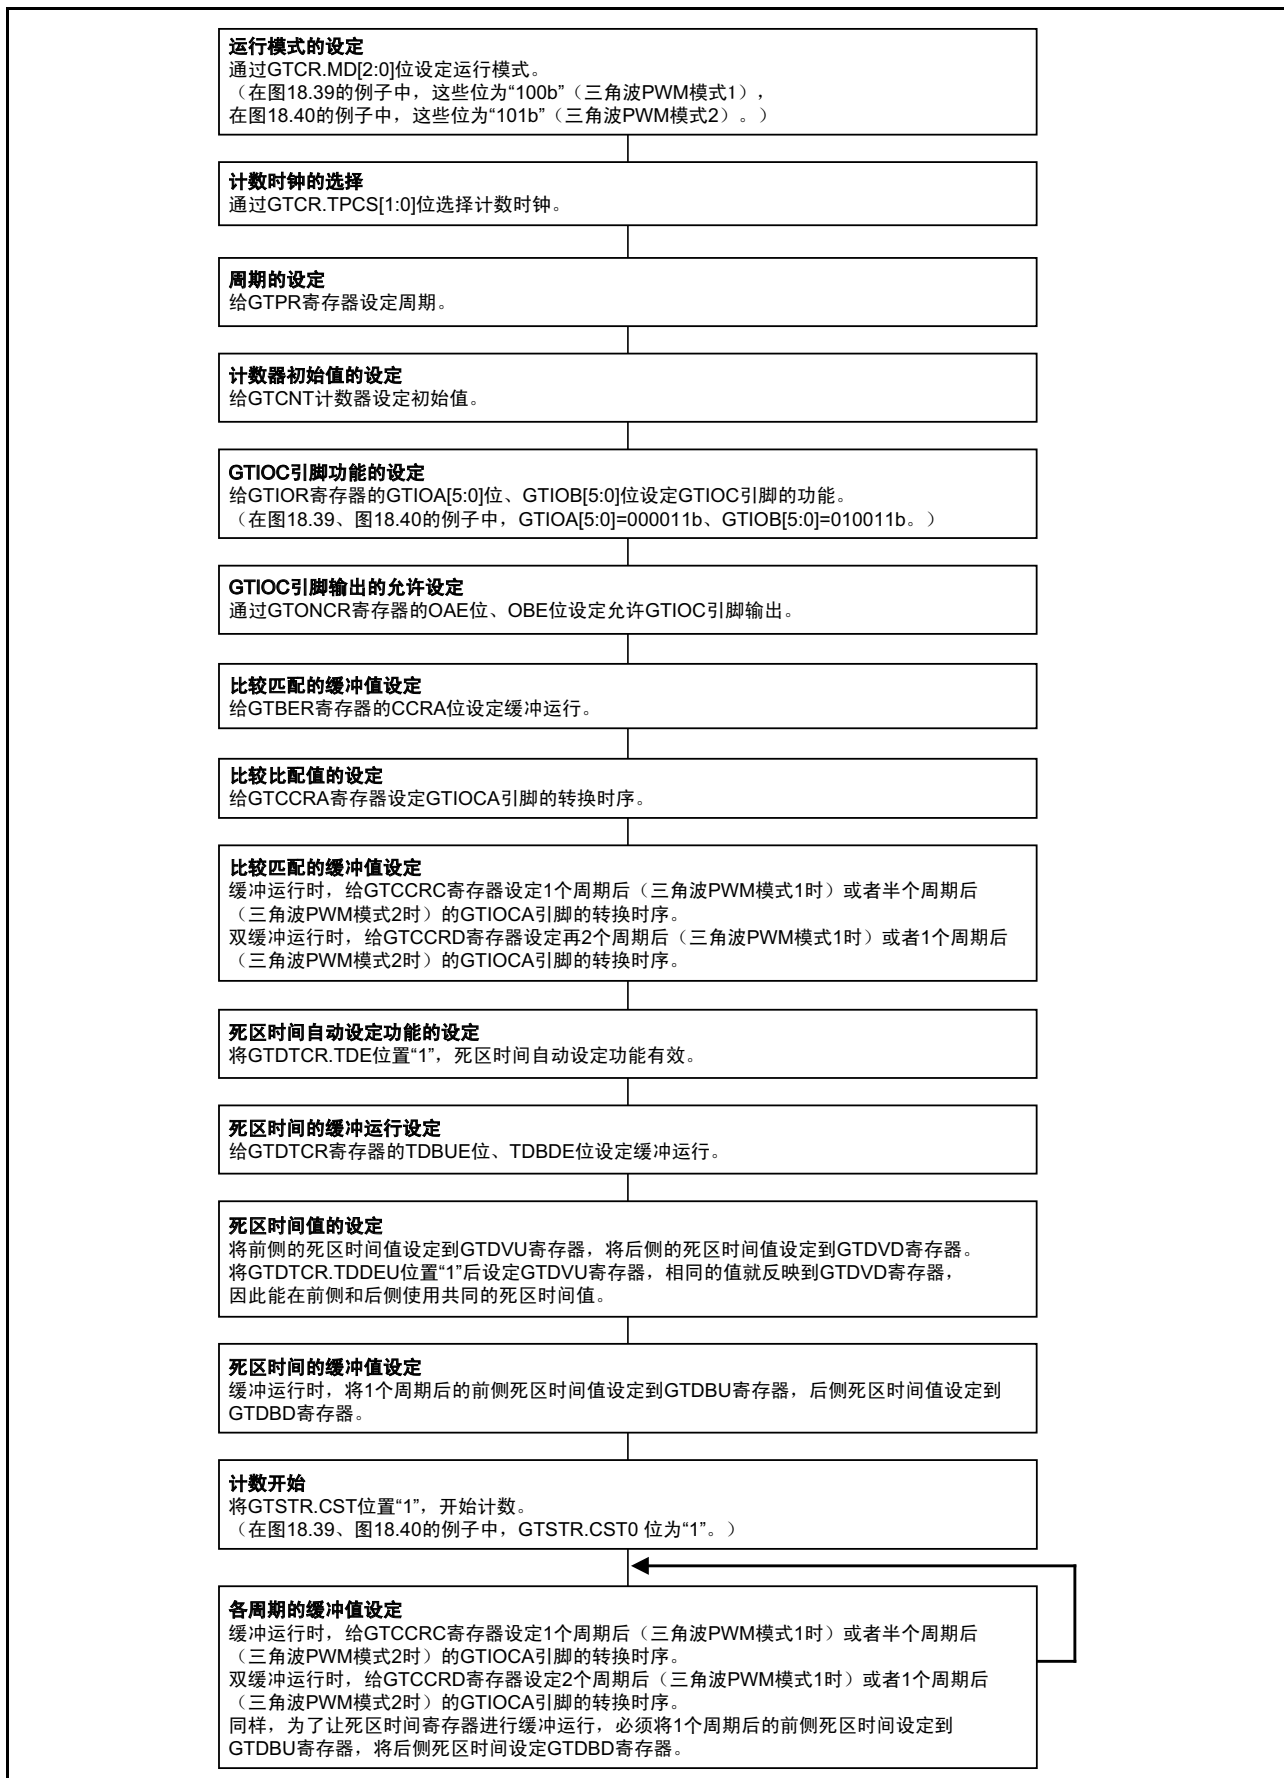 运行模式的设定
通过GTCR.MD[2:0]位设定运行模式。
（在图18.39的例子中，这些位为“100b”（三角波PWM模式1），
在图18.40的例子中，这些位为“101b”（三角波PWM模式2）。）
计数时钟的选择
通过GTCR.TPCS[1:0]位选择计数时钟。
周期的设定
给GTPR寄存器设定周期。
计数器初始值的设定
给GTCNT计数器设定初始值。
GTIOC引脚功能的设定
给GTIOR寄存器的GTIOA[5:0]位、GTIOB[5:0]位设定GTIOC引脚的功能。
（在图18.39、图18.40的例子中，GTIOA[5:0]=000011b、GTIOB[5:0]=010011b。）
GTIOC引脚输出的允许设定
通过GTONCR寄存器的OAE位、OBE位设定允许GTIOC引脚输出。
比较匹配的缓冲值设定
给GTBER寄存器的CCRA位设定缓冲运行。
比较比配值的设定
给GTCCRA寄存器设定GTIOCA引脚的转换时序。
比较匹配的缓冲值设定
缓冲运行时，给GTCCRC寄存器设定1个周期后（三角波PWM模式1时）或者半个周期后
（三角波PWM模式2时）的GTIOCA引脚的转换时序。
双缓冲运行时，给GTCCRD寄存器设定再2个周期后（三角波PWM模式1时）或者1个周期后
（三角波PWM模式2时）的GTIOCA引脚的转换时序。
死区时间自动设定功能的设定
将GTDTCR.TDE位置“1”，死区时间自动设定功能有效。
死区时间的缓冲运行设定
给GTDTCR寄存器的TDBUE位、TDBDE位设定缓冲运行。
死区时间值的设定
将前侧的死区时间值设定到GTDVU寄存器，将后侧的死区时间值设定到GTDVD寄存器。
将GTDTCR.TDDEU位置“1”后设定GTDVU寄存器，相同的值就反映到GTDVD寄存器，
因此能在前侧和后侧使用共同的死区时间值。
死区时间的缓冲值设定
缓冲运行时，将1个周期后的前侧死区时间值设定到GTDBU寄存器，后侧死区时间值设定到
GTDBD寄存器。
计数开始
将GTSTR.CST位置“1”，开始计数。
（在图18.39、图18.40的例子中，GTSTR.CST0 位为“1”。）
各周期的缓冲值设定
缓冲运行时，给GTCCRC寄存器设定1个周期后（三角波PWM模式1时）或者半个周期后
（三角波PWM模式2时）的GTIOCA引脚的转换时序。
双缓冲运行时，给GTCCRD寄存器设定2个周期后（三角波PWM模式1时）或者1个周期后
（三角波PWM模式2时）的GTIOCA引脚的转换时序。
同样，为了让死区时间寄存器进行缓冲运行，必须将1个周期后的前侧死区时间设定到
GTDBU寄存器，将后侧死区时间设定GTDBD寄存器。